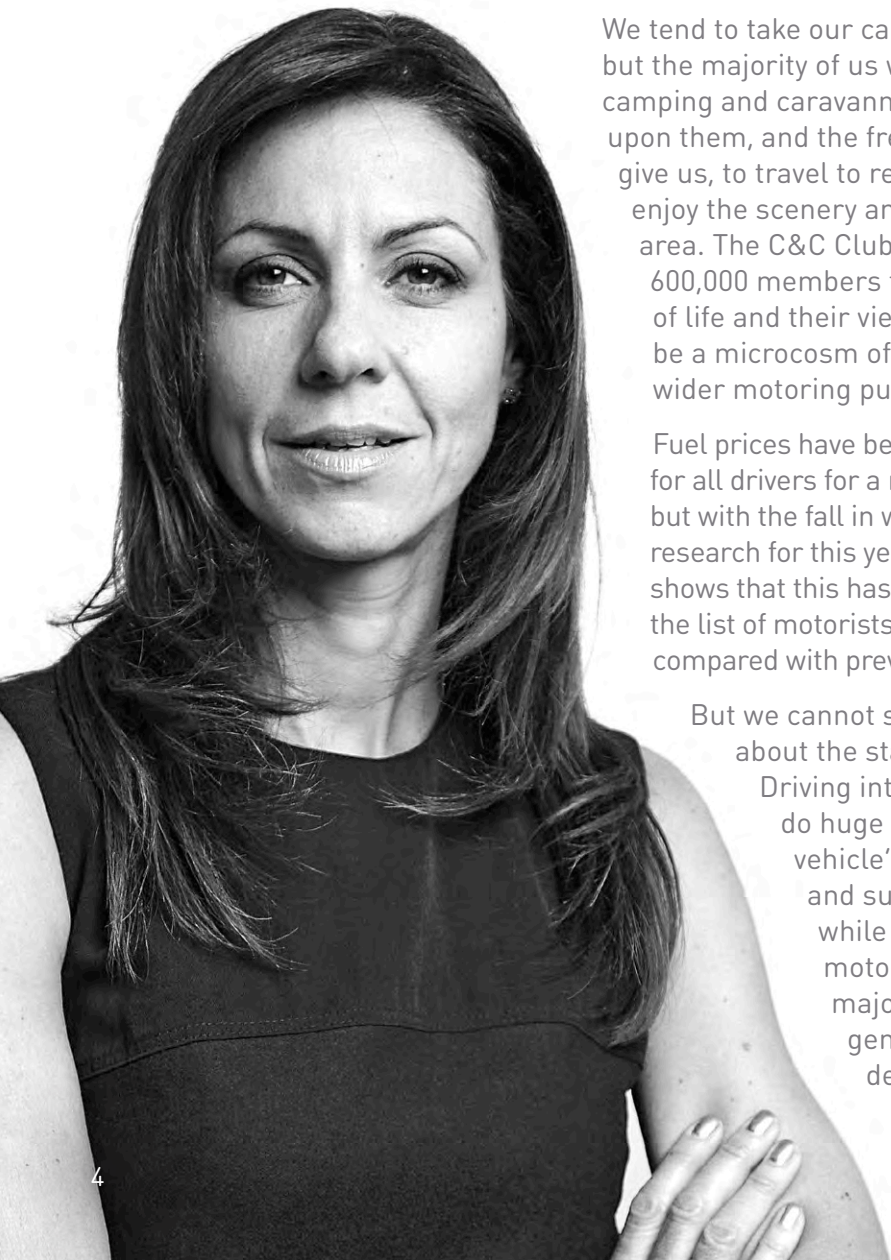 We tend to take our ca
but the majority of us w
camping and caravann
upon them, and the fre
give us, to travel to re
enjoy the scenery an
area. The C&C Club
600,000 members
of life and their vie
be a microcosm of
wider motoring pu
Fuel prices have be
for all drivers for a
but with the fall in w
research for this ye
shows that this has
the list of motorists
compared with prev
But we cannot s
about the sta
Driving int
do huge
vehicle’
and su
while
moto
majo
gen
de
4